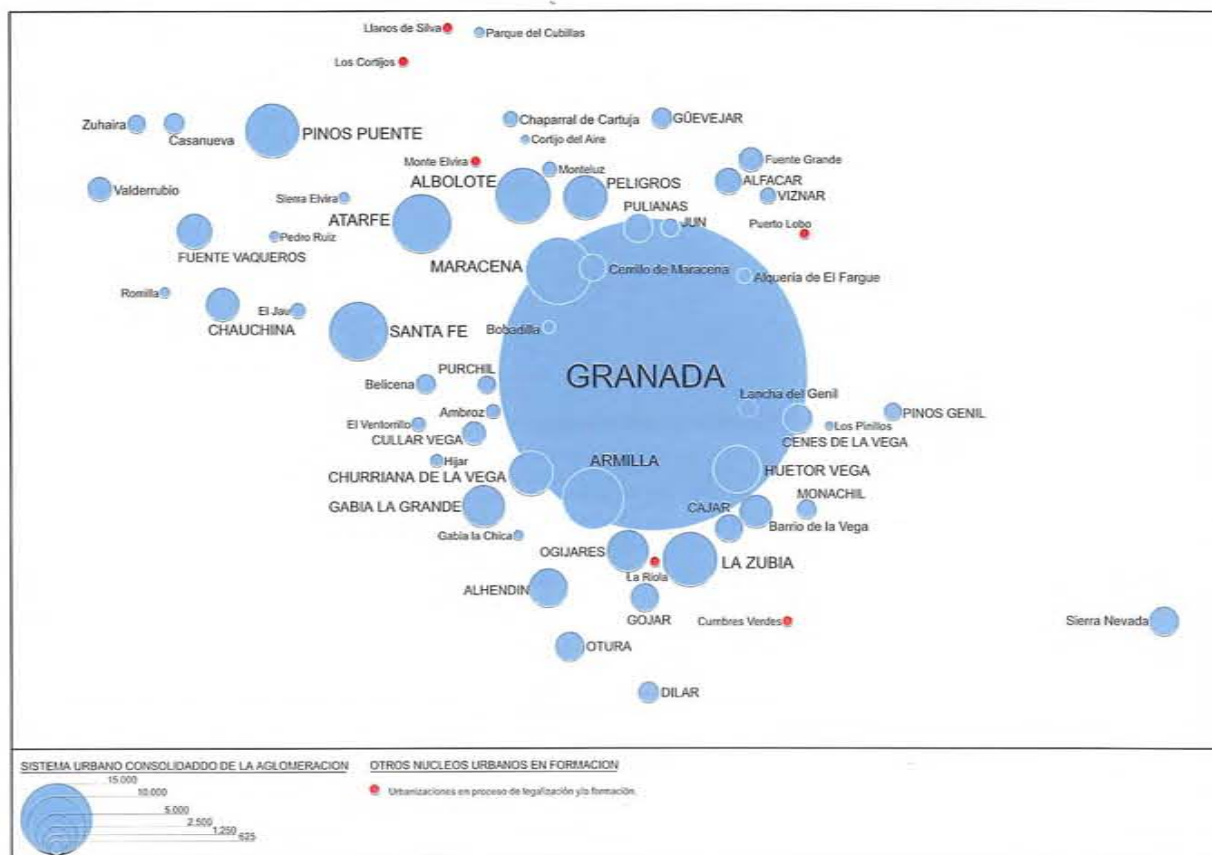 Llanos de Silva
Parque del Cubillas
Los Cortijos
Zuhaira
Casanueva
PINOS PUENTE
Chaparral de Cartuja
GÜEVEJAR
Cortijo del Aire
Monte Elvira
Monteluz
Fuente Grande
Valderrubio
ALBOLOTE
PELIGROS
ALFACAR
VIZNAR
Sierra Elvira
ATARFE
PULIANAS
JUN
Puerto Lobo
Pedro Ruiz
FUENTE VAQUEROS
MARACENA
Cerrillo de Maracena
Alquería de El Fargue
Romilla
El Jau
CHAUCHINA
SANTA FE
Bobadilla
GRANADA
PURCHIL
Belicena
Lancha del Genil
Ambroz
PINOS GENIL
El Ventorrillo
Los Pinillos
CULLAR VEGA
CENES DE LA VEGA
Hijar
ARMILLA
CHURRIANA DE LA VEGA
HUETOR VEGA
GABIA LA GRANDE
CAJAR
MONACHIL
Barrio de la Vega
Gabia la Chica
OGIJARES
LA ZUBIA
La Riola
ALHENDIN
GOJAR
Cumbres Verdes
Sierra Nevada
OTURA
DILAR
SISTEMA URBANO CONSOLIDADDO DE LA AGLOMERACION
15.000
10.000
5.000
2.500
1.250
625
OTROS NUCLEOS URBANOS EN FORMACION
Urbanizaciones en proceso de legalización y/o formación.